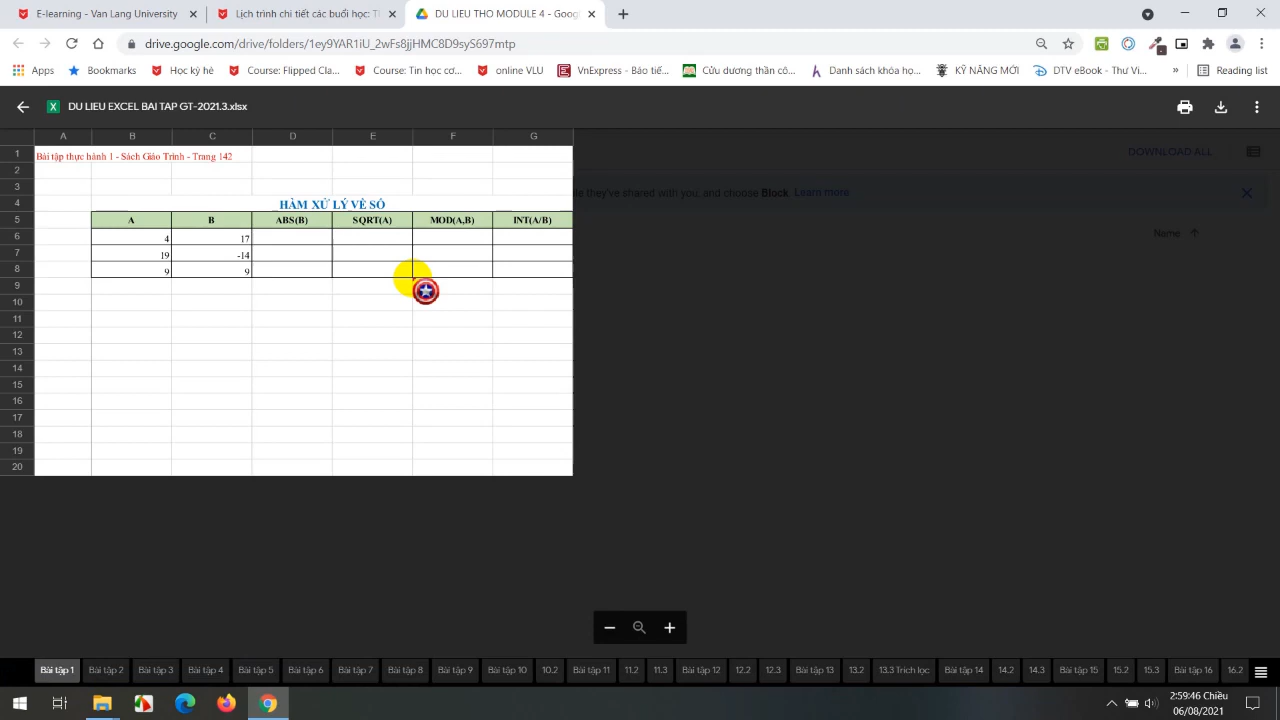 E-learning – Van Lang University
Lịch trình chi tiết các buổi học: TI
DU LIEU THO MODULE 4 - Goog
drive.google.com/drive/folders/1ey9YAR1iU_2wFs8jjHMC8D9syS697mtp
Apps
Bookmarks
Học kỳ hè
Course: Flipped Cla...
Course: Tin học cơ...
online VLU
VnExpress - Báo tiế...
Cửu dương thần cô...
Danh sách khóa họ...
KỸ NĂNG MỚI
DTV eBook - Thư Vi...
»
Reading list
DU LIEU EXCEL BAI TAP GT-2021.3.xlsx
A B C D E F G
DOWNLOAD ALL
1 Bài tập thực hành 1 - Sách Giáo Trình - Trang 142
2
3
le they've shared with you, and choose Block. Learn more
4 HÀM XỬ LÝ VỀ SỐ
5 A B ABS(B) SQRT(A) MOD(A,B) INT(A/B)
Name
6 4 17
7 19 -14
8 9 9
9
10
11
12
13
14
15
16
17
18
19
20
Bài tập 1 Bài tập 2 Bài tập 3 Bài tập 4 Bài tập 5 Bài tập 6 Bài tập 7 Bài tập 8 Bài tập 9 Bài tập 10 10.2 Bài tập 11 11.2 11.3 Bài tập 12 12.2 12.3 Bài tập 13 13.2 13.3 Trích lọc Bài tập 14 14.2 14.3 Bài tập 15 15.2 15.3 Bài tập 16 16.2
2:59:46 Chiều
06/08/2021